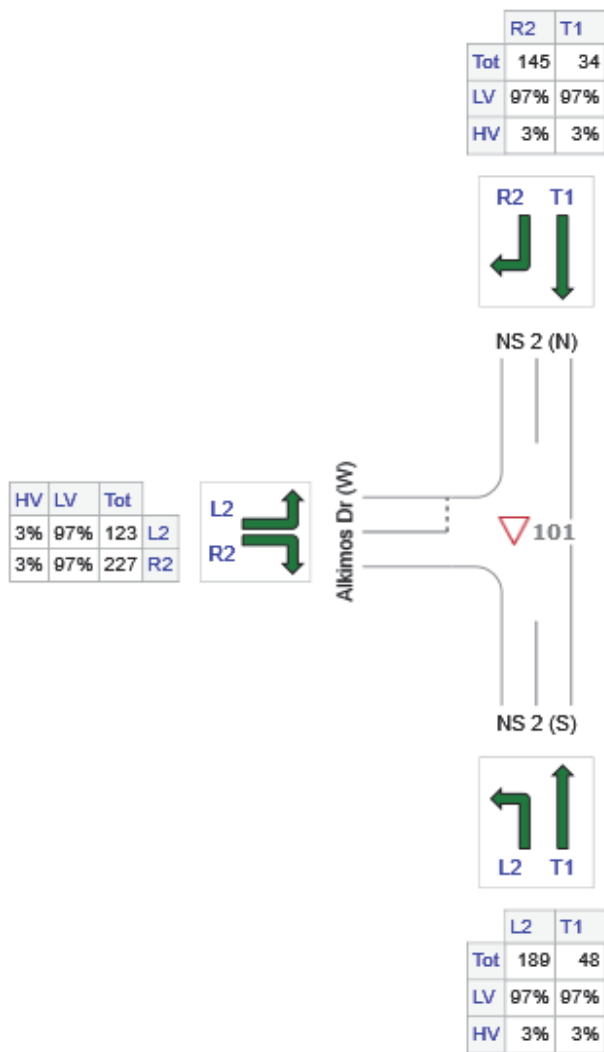 R2 T1
Tot 145 34
LV 97% 97%
HV 3% 3%
R2 T1
NS 2 (N)
HV LV Tot
3% 97% 123 L2
3% 97% 227 R2
L2
R2
Alkimos Dr (W)
101
NS 2 (S)
L2 T1
L2 T1
Tot 189 48
LV 97% 97%
HV 3% 3%